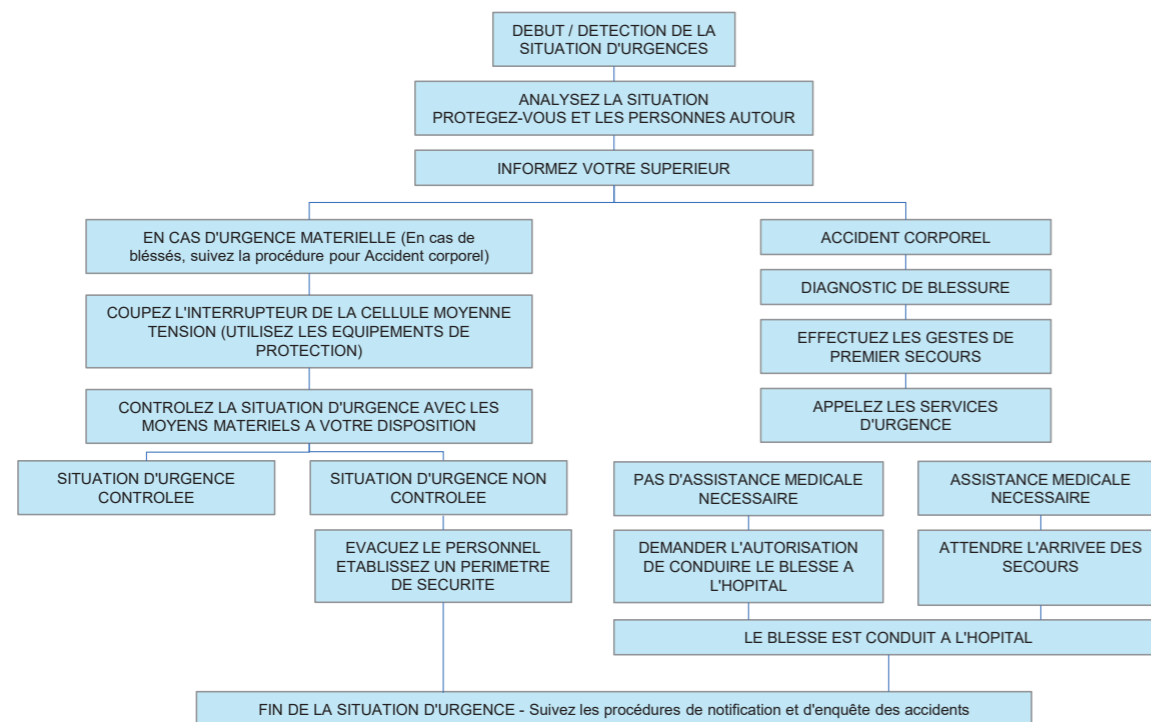 DEBUT / DETECTION DE LA
SITUATION D'URGENCES
ANALYSEZ LA SITUATION
PROTEGEZ-VOUS ET LES PERSONNES AUTOUR
INFORMEZ VOTRE SUPERIEUR
EN CAS D'URGENCE MATERIELLE (En cas de
bléssés, suivez la procédure pour Accident corporel)
COUPEZ L'INTERRUPTEUR DE LA CELLULE MOYENNE
TENSION (UTILISEZ LES EQUIPEMENTS DE
PROTECTION)
CONTROLEZ LA SITUATION D'URGENCE AVEC LES
MOYENS MATERIELS A VOTRE DISPOSITION
SITUATION D'URGENCE
CONTROLEE
SITUATION D'URGENCE NON
CONTROLEE
EVACUEZ LE PERSONNEL
ETABLISSEZ UN PERIMETRE
DE SECURITE
ACCIDENT CORPOREL
DIAGNOSTIC DE BLESSURE
EFFECTUEZ LES GESTES DE
PREMIER SECOURS
APPELEZ LES SERVICES
D'URGENCE
PAS D'ASSISTANCE MEDICALE
NECESSAIRE
DEMANDER L'AUTORISATION
DE CONDUIRE LE BLESSE A
L'HOPITAL
ASSISTANCE MEDICALE
NECESSAIRE
ATTENDRE L'ARRIVEE DES
SECOURS
LE BLESSE EST CONDUIT A L'HOPITAL
FIN DE LA SITUATION D'URGENCE - Suivez les procédures de notification et d'enquête des accidents